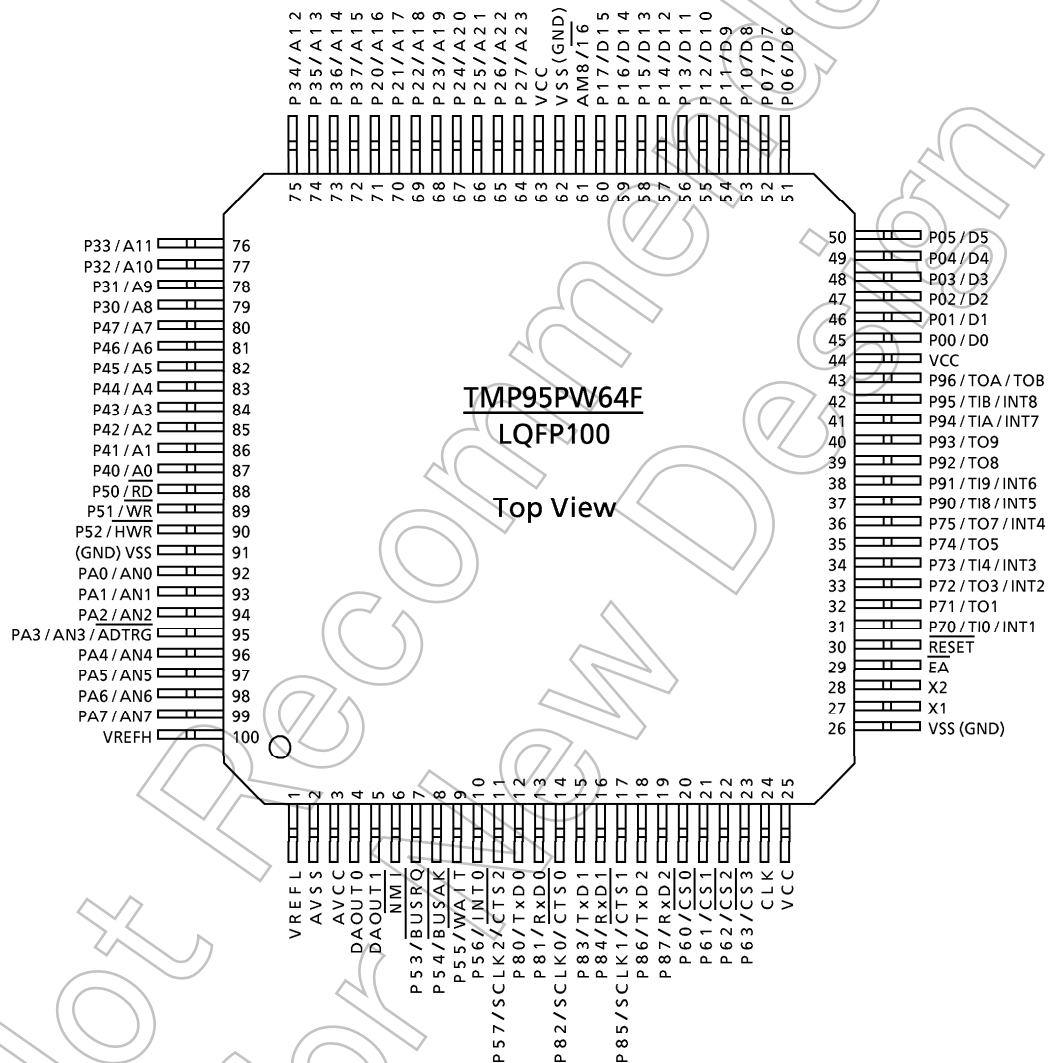 P34/A12
P35/A13
P36/A14
P37/A15
P20/A16
P21/A17
P22/A18
P23/A19
P24/A20
P25/A21
P26/A22
P27/A23
VCC
VSS(GND)
AM8/16
P17/D15
P16/D14
P15/D13
P14/D12
P13/D11
P12/D10
P11/D9
P10/D8
P07/D7
P06/D6
75 74 73 72 71 70 69 68 67 66 65 64 63 62 61 60 59 58 57 56 55 54 53 52 51
P33/A11 76
P32/A10 77
P31/A9 78
P30/A8 79
P47/A7 80
P46/A6 81
P45/A5 82
P44/A4 83
P43/A3 84
P42/A2 85
P41/A1 86
P40/A0 87
P50/RD 88
P51/WR 89
P52/HWR 90
(GND) VSS 91
PA0/AN0 92
PA1/AN1 93
PA2/AN2 94
PA3/AN3/ADTRG 95
PA4/AN4 96
PA5/AN5 97
PA6/AN6 98
PA7/AN7 99
VREFH 100
TMP95PW64F
LQFP100
Top View
50 P05/D5
49 P04/D4
48 P03/D3
47 P02/D2
46 P01/D1
45 P00/D0
44 VCC
43 P96/TOA/TOB
42 P95/TIB/INT8
41 P94/TIA/INT7
40 P93/TO9
39 P92/TO8
38 P91/TI9/INT6
37 P90/TI8/INT5
36 P75/TO7/INT4
35 P74/TO5
34 P73/TI4/INT3
33 P72/TO3/INT2
32 P71/TO1
31 P70/TI0/INT1
30 RESET
29 EA
28 X2
27 X1
26 VSS (GND)
1 2 3 4 5 6 7 8 9 10 11 12 13 14 15 16 17 18 19 20 21 22 23 24 25
VREFL
AVSS
AVCC
DAOUT0
DAOUT1
NMI
P53/BUSRQ
P54/BUSAK
P55/WAIT
P56/INT0
P57/SCLK2/CTS2
P80/TxD0
P81/RxD0
P82/SCLK0/CTS0
P83/TxD1
P84/RxD1
P85/SCLK1/CTS1
P86/TxD2
P87/RxD2
P60/CS0
P61/CS1
P62/CS2
P63/CS3
CLK
VCC
Not Recommended
for New Design